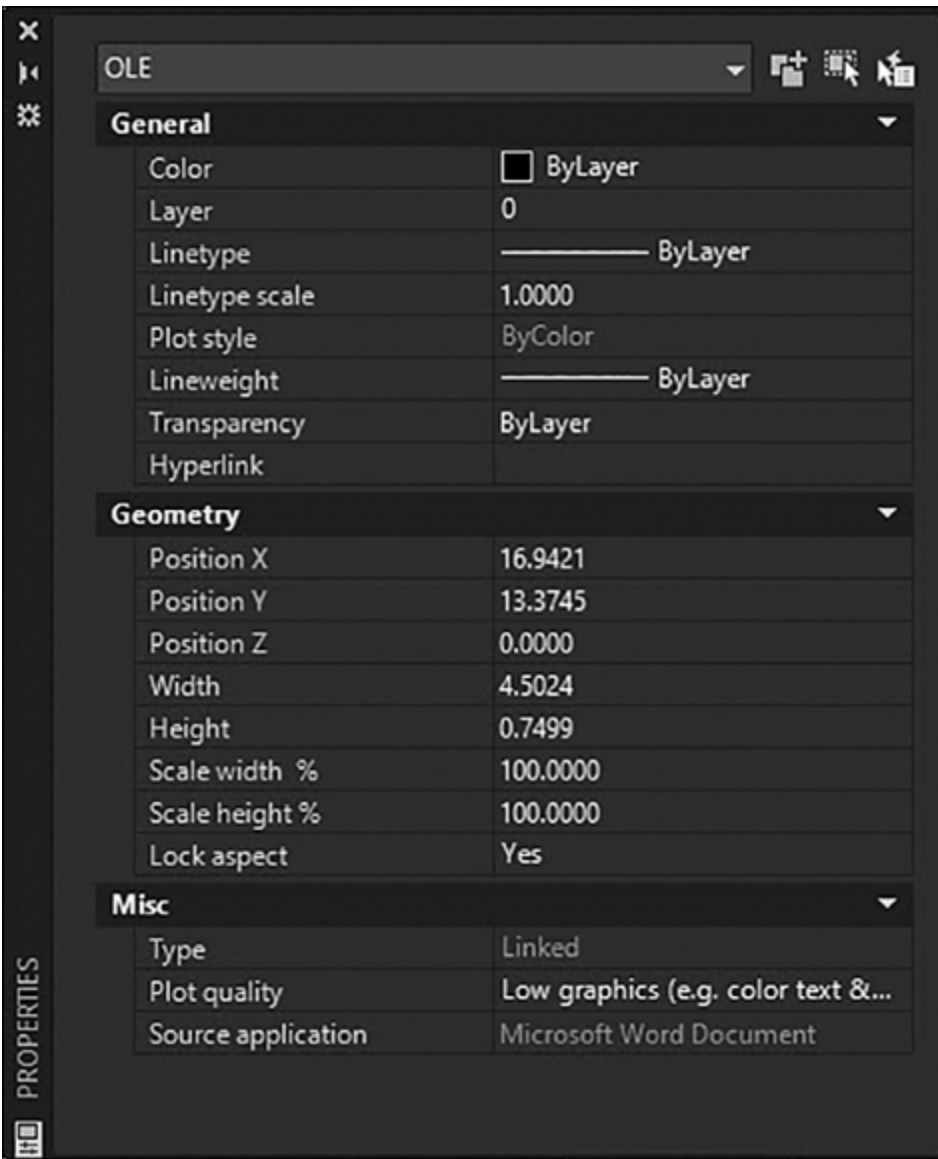 OLE
General
Color ByLayer
Layer 0
Linetype ByLayer
Linetype scale 1.0000
Plot style ByColor
Lineweight ByLayer
Transparency ByLayer
Hyperlink
Geometry
Position X 16.9421
Position Y 13.3745
Position Z 0.0000
Width 4.5024
Height 0.7499
Scale width % 100.0000
Scale height % 100.0000
Lock aspect Yes
Misc
Type Linked
Plot quality Low graphics (e.g. color text &...
Source application Microsoft Word Document
PROPERTIES